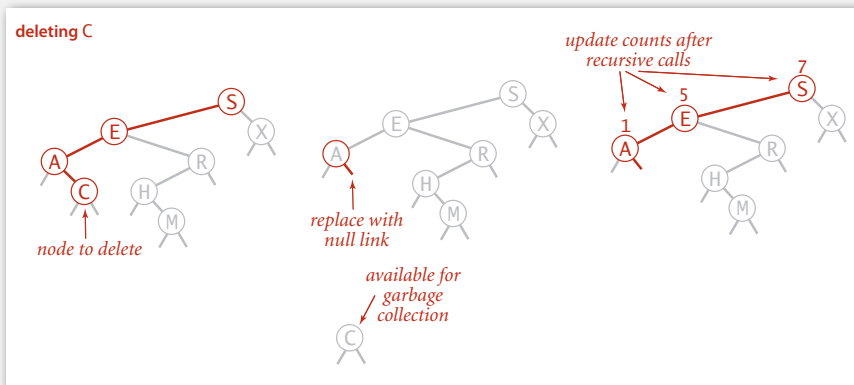 deleting C
S
E
X
A
R
C
H
M
node to delete
S
E
X
A
R
H
M
replace with
null link
available for
garbage
collection
C
update counts after
recursive calls
7
S
5
E
X
1
A
R
H
M